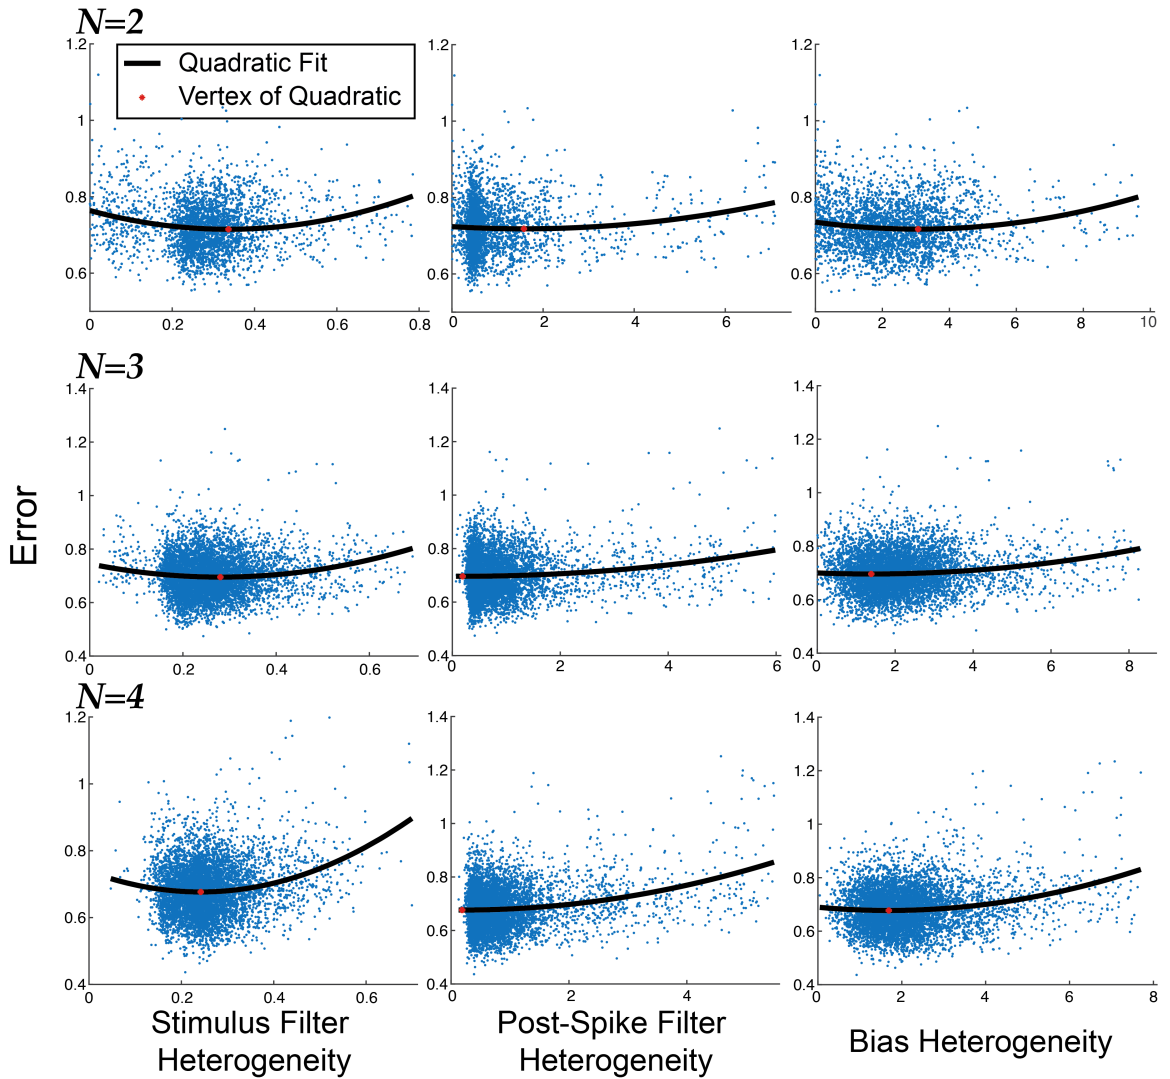 N=2
Quadratic Fit
Vertex of Quadratic
1.2
1
0.8
0.6
0 0.2 0.4 0.6 0.8
1.2
1
0.8
0.6
0 2 4 6
1.2
1
0.8
0.6
0 2 4 6 8 10
N=3
Error
1.4
1.2
1
0.8
0.6
0.4
0 0.2 0.4 0.6
1.4
1.2
1
0.8
0.6
0.4
0 2 4 6
1.4
1.2
1
0.8
0.6
0.4
0 2 4 6 8
N=4
1.2
1
0.8
0.6
0.4
0 0.2 0.4 0.6
1.4
1.2
1
0.8
0.6
0.4
0 2 4
1.4
1.2
1
0.8
0.6
0.4
0 2 4 6 8
Stimulus Filter
Heterogeneity
Post-Spike Filter
Heterogeneity
Bias Heterogeneity